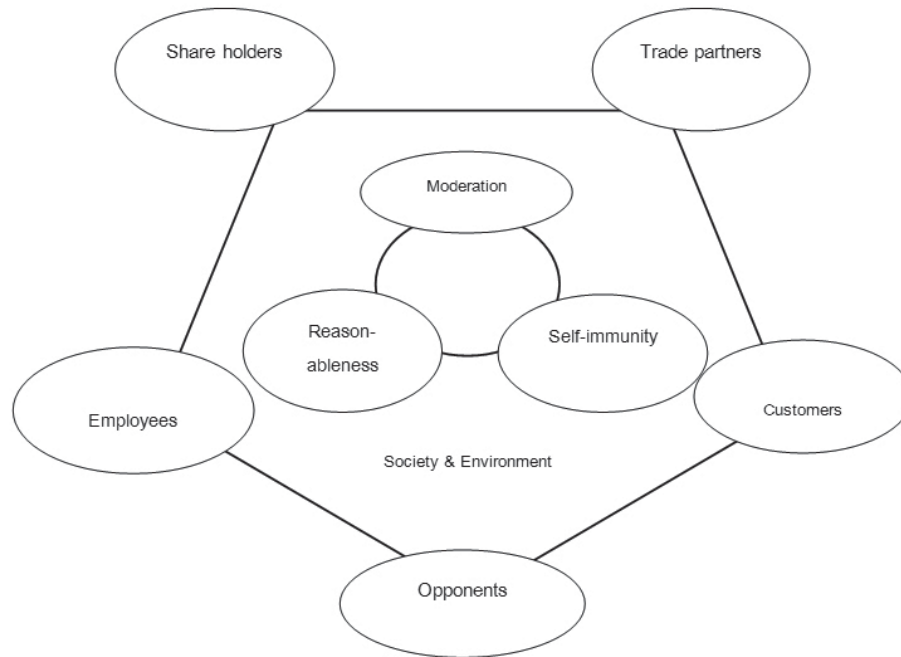 Share holders
Trade partners
Moderation
Reason-
ableness
Self-immunity
Employees
Customers
Society & Environment
Opponents